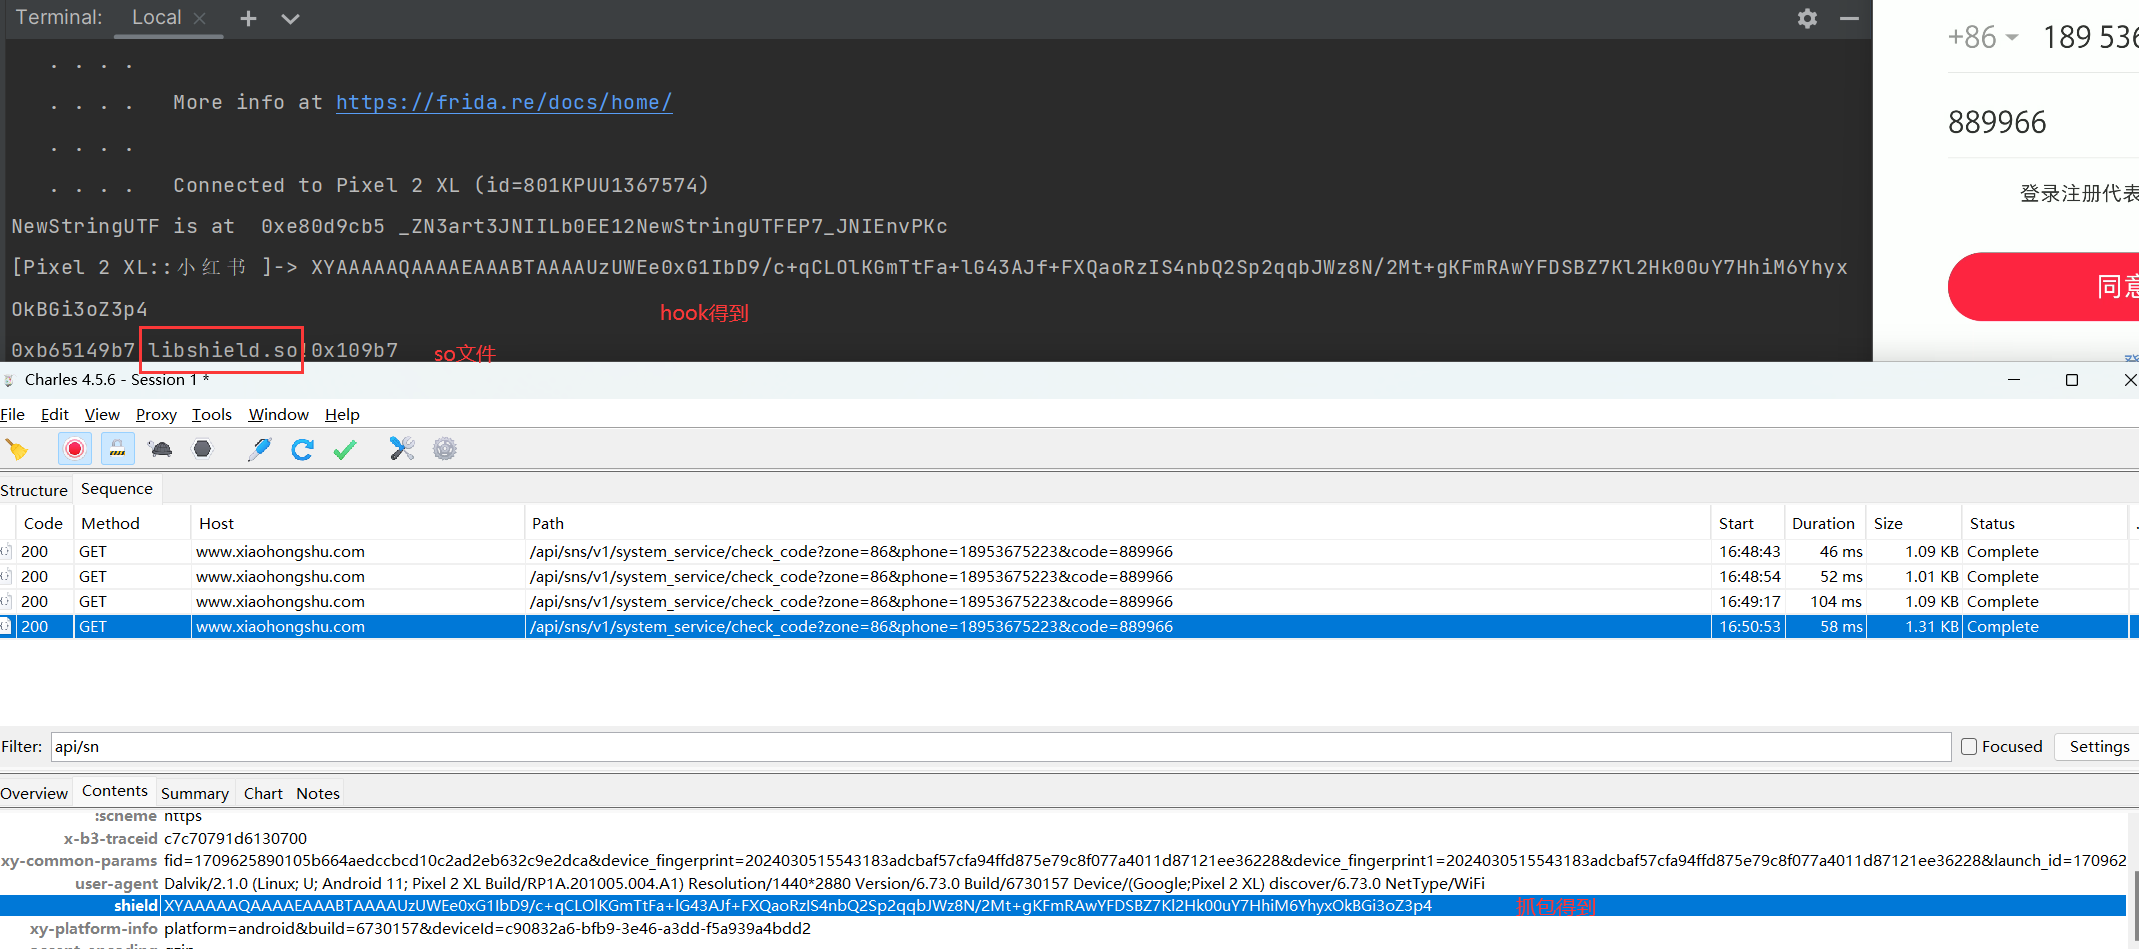 Terminal: Local × +
. . . .
. . . . More info at https://frida.re/docs/home/
. . . .
. . . . Connected to Pixel 2 XL (id=801KPUU1367574)
NewStringUTF is at 0xe80d9cb5 _ZN3art3JNIILb0EE12NewStringUTFEP7_JNIEnvPKc
[Pixel 2 XL::小红书 ]-> XYAAAAAQAAAAEAAABTAAAAUzUWEe0xG1IbD9/c+qCLOlKGmTtFa+lG43AJf+FXQaoRzIS4nbQ2Sp2qqbJWz8N/2Mt+gKFmRAwYFDSBZ7Kl2Hk00uY7HhiM6Yhyx
OkBGi3oZ3p4
hook得到
0xb65149b7 libshield.so!0x109b7 so文件
+86 189 536
889966
登录注册代表
同意
Charles 4.5.6 - Session 1 *
File Edit View Proxy Tools Window Help
Structure Sequence
Code Method Host Path Start Duration Size Status
200 GET www.xiaohongshu.com /api/sns/v1/system_service/check_code?zone=86&phone=18953675223&code=889966 16:48:43 46 ms 1.09 KB Complete
200 GET www.xiaohongshu.com /api/sns/v1/system_service/check_code?zone=86&phone=18953675223&code=889966 16:48:54 52 ms 1.01 KB Complete
200 GET www.xiaohongshu.com /api/sns/v1/system_service/check_code?zone=86&phone=18953675223&code=889966 16:49:17 104 ms 1.09 KB Complete
200 GET www.xiaohongshu.com /api/sns/v1/system_service/check_code?zone=86&phone=18953675223&code=889966 16:50:53 58 ms 1.31 KB Complete
Filter: api/sn Focused Settings
Overview Contents Summary Chart Notes
:scheme https
x-b3-traceid c7c70791d6130700
xy-common-params fid=1709625890105b664aedccbcd10c2ad2eb632c9e2dca&device_fingerprint=2024030515543183adcbaf57cfa94ffd875e79c8f077a4011d87121ee36228&device_fingerprint1=2024030515543183adcbaf57cfa94ffd875e79c8f077a4011d87121ee36228&launch_id=170962
user-agent Dalvik/2.1.0 (Linux; U; Android 11; Pixel 2 XL Build/RP1A.201005.004.A1) Resolution/1440*2880 Version/6.73.0 Build/6730157 Device/(Google;Pixel 2 XL) discover/6.73.0 NetType/WiFi
shield XYAAAAAQAAAAEAAABTAAAAUzUWEe0xG1IbD9/c+qCLOlKGmTtFa+lG43AJf+FXQaoRzIS4nbQ2Sp2qqbJWz8N/2Mt+gKFmRAwYFDSBZ7Kl2Hk00uY7HhiM6YhyxOkBGi3oZ3p4 抓包得到
xy-platform-info platform=android&build=6730157&deviceId=c90832a6-bfb9-3e46-a3dd-f5a939a4bdd2